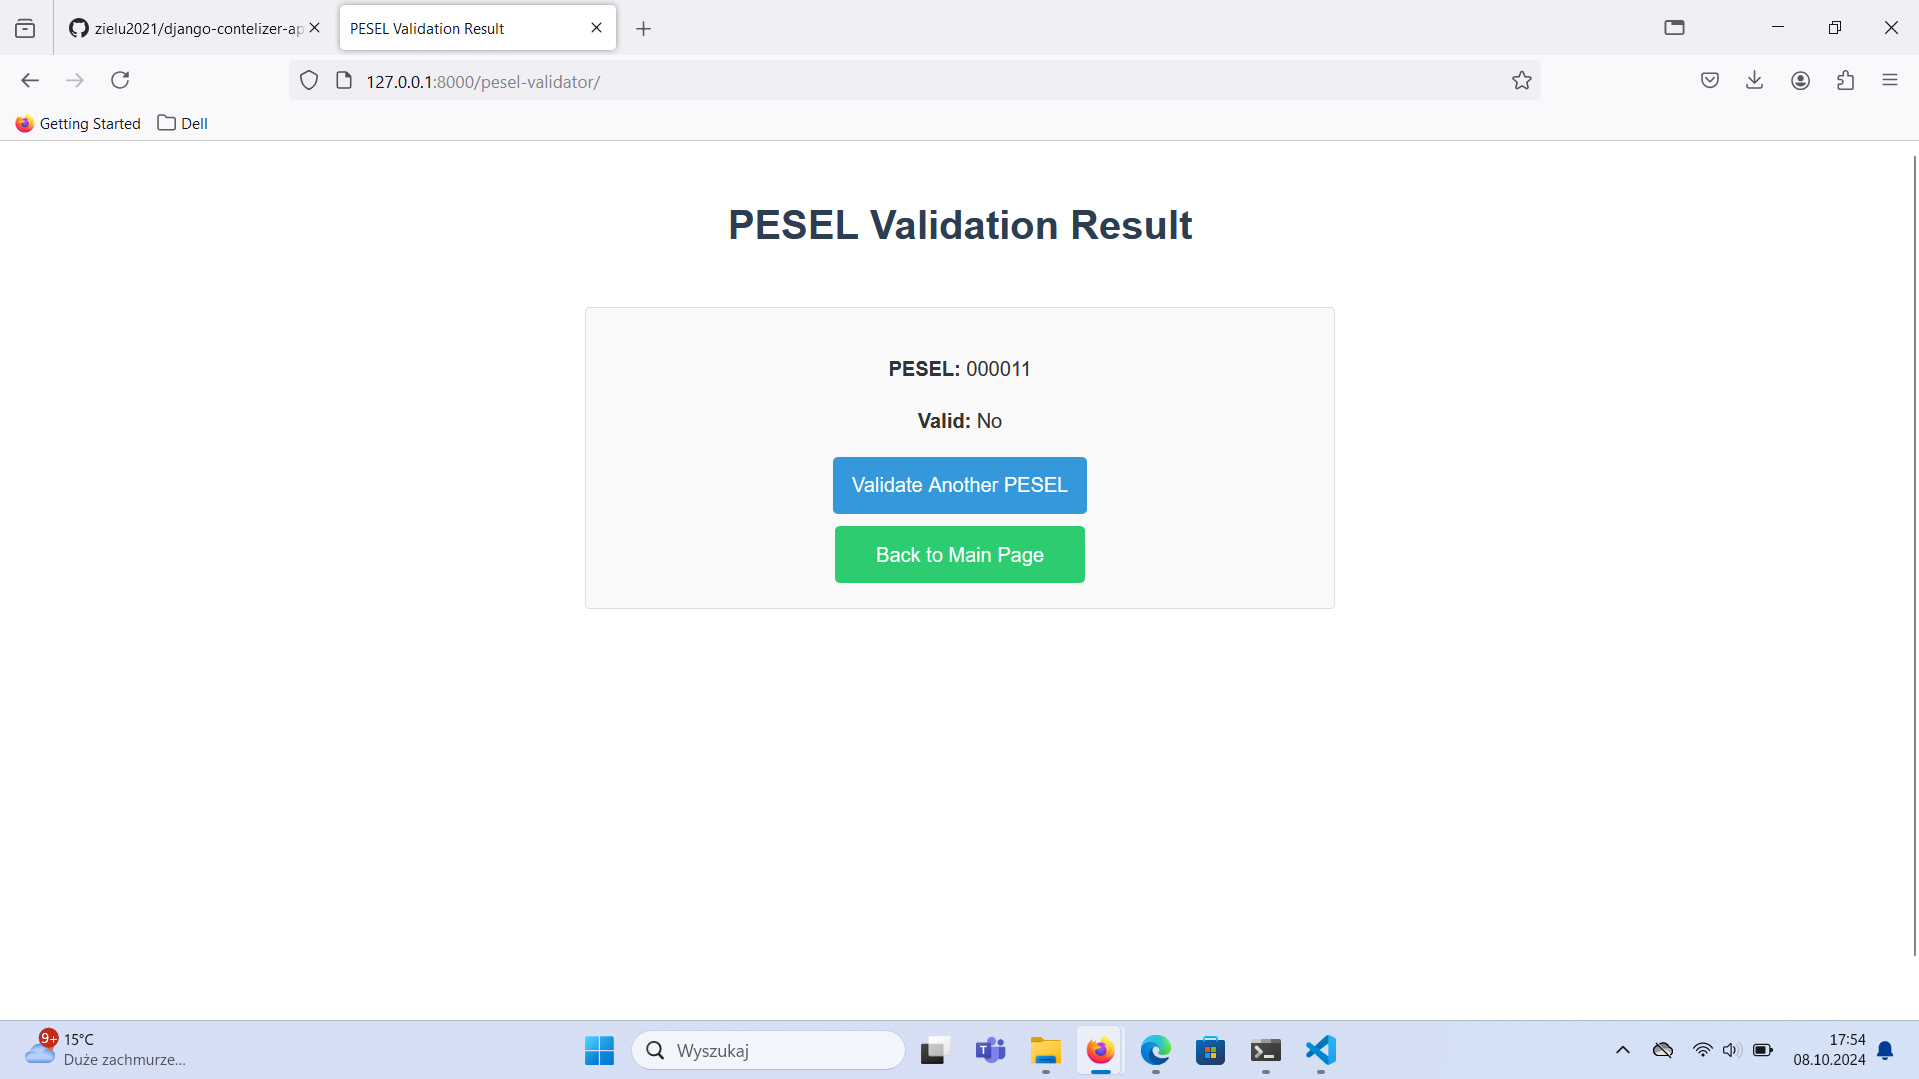 zielu2021/django-contelizer-ap
PESEL Validation Result
127.0.0.1:8000/pesel-validator/
Getting Started
Dell
PESEL Validation Result
PESEL: 000011
Valid: No
Validate Another PESEL
Back to Main Page
9+
15°C
Duże zachmurze...
Wyszukaj
17:54
08.10.2024